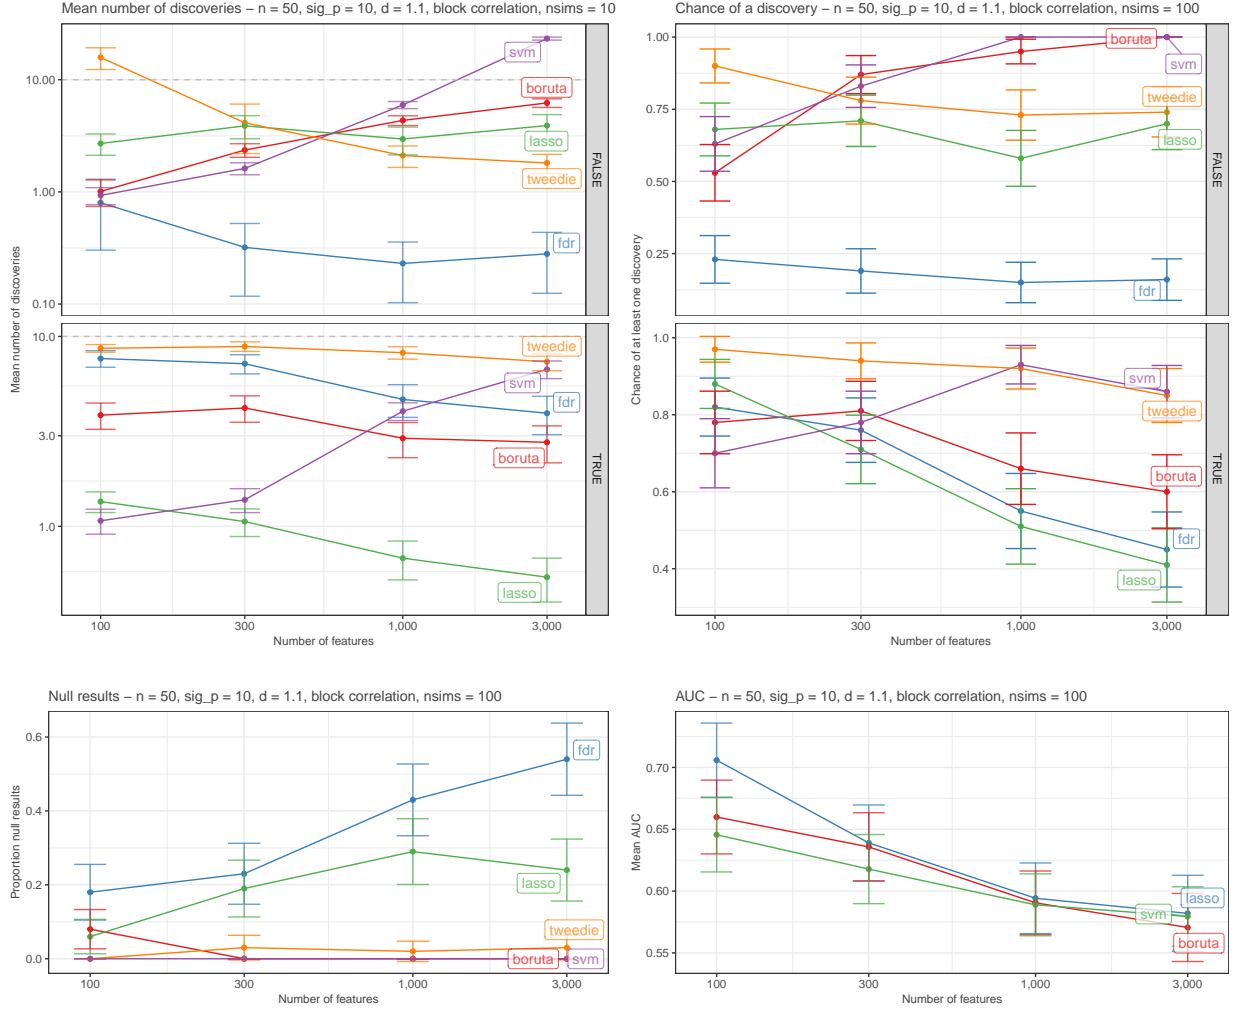 Mean number of discoveries – n = 50, sig_p = 10, d = 1.1, block correlation, nsims = 10
Mean number of discoveries
10.00
1.00
0.10
svm
boruta
lasso
tweedie
fdr
FALSE
10.0
3.0
1.0
tweedie
svm
fdr
boruta
lasso
TRUE
100
300
1,000
3,000
Number of features
Chance of a discovery – n = 50, sig_p = 10, d = 1.1, block correlation, nsims = 100
Chance of at least one discovery
1.00
0.75
0.50
0.25
boruta
svm
tweedie
lasso
fdr
FALSE
1.0
0.8
0.6
0.4
svm
tweedie
boruta
fdr
lasso
TRUE
100
300
1,000
3,000
Number of features
Null results – n = 50, sig_p = 10, d = 1.1, block correlation, nsims = 100
Proportion null results
0.6
0.4
0.2
0.0
fdr
lasso
tweedie
boruta
svm
100
300
1,000
3,000
Number of features
AUC – n = 50, sig_p = 10, d = 1.1, block correlation, nsims = 100
Mean AUC
0.70
0.65
0.60
0.55
lasso
svm
boruta
100
300
1,000
3,000
Number of features